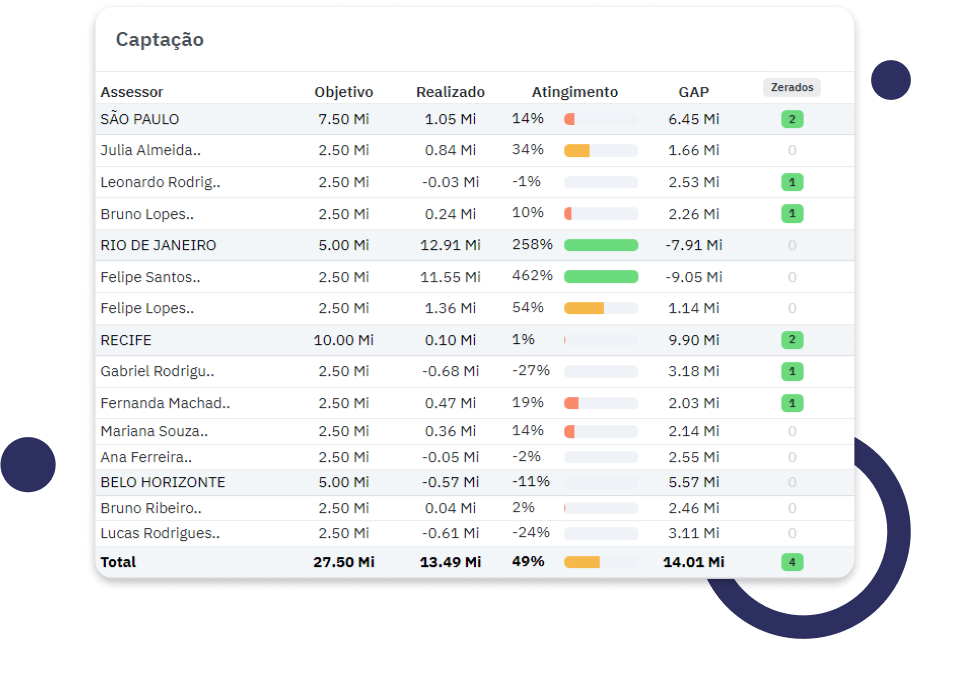 Captação
Assessor Objetivo Realizado Atingimento GAP Zerados
SÃO PAULO 7.50 Mi 1.05 Mi 14% 6.45 Mi 2
Julia Almeida.. 2.50 Mi 0.84 Mi 34% 1.66 Mi 0
Leonardo Rodrig.. 2.50 Mi -0.03 Mi -1% 2.53 Mi 1
Bruno Lopes.. 2.50 Mi 0.24 Mi 10% 2.26 Mi 1
RIO DE JANEIRO 5.00 Mi 12.91 Mi 258% -7.91 Mi 0
Felipe Santos.. 2.50 Mi 11.55 Mi 462% -9.05 Mi 0
Felipe Lopes.. 2.50 Mi 1.36 Mi 54% 1.14 Mi 0
RECIFE 10.00 Mi 0.10 Mi 1% 9.90 Mi 2
Gabriel Rodrigu.. 2.50 Mi -0.68 Mi -27% 3.18 Mi 1
Fernanda Machad.. 2.50 Mi 0.47 Mi 19% 2.03 Mi 1
Mariana Souza.. 2.50 Mi 0.36 Mi 14% 2.14 Mi 0
Ana Ferreira.. 2.50 Mi -0.05 Mi -2% 2.55 Mi 0
BELO HORIZONTE 5.00 Mi -0.57 Mi -11% 5.57 Mi 0
Bruno Ribeiro.. 2.50 Mi 0.04 Mi 2% 2.46 Mi 0
Lucas Rodrigues.. 2.50 Mi -0.61 Mi -24% 3.11 Mi 0
Total 27.50 Mi 13.49 Mi 49% 14.01 Mi 4